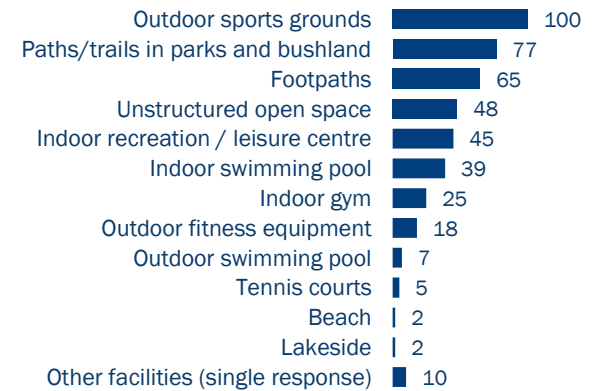 Outdoor sports grounds 100
Paths/trails in parks and bushland 77
Footpaths 65
Unstructured open space 48
Indoor recreation / leisure centre 45
Indoor swimming pool 39
Indoor gym 25
Outdoor fitness equipment 18
Outdoor swimming pool 7
Tennis courts 5
Beach 2
Lakeside 2
Other facilities (single response) 10